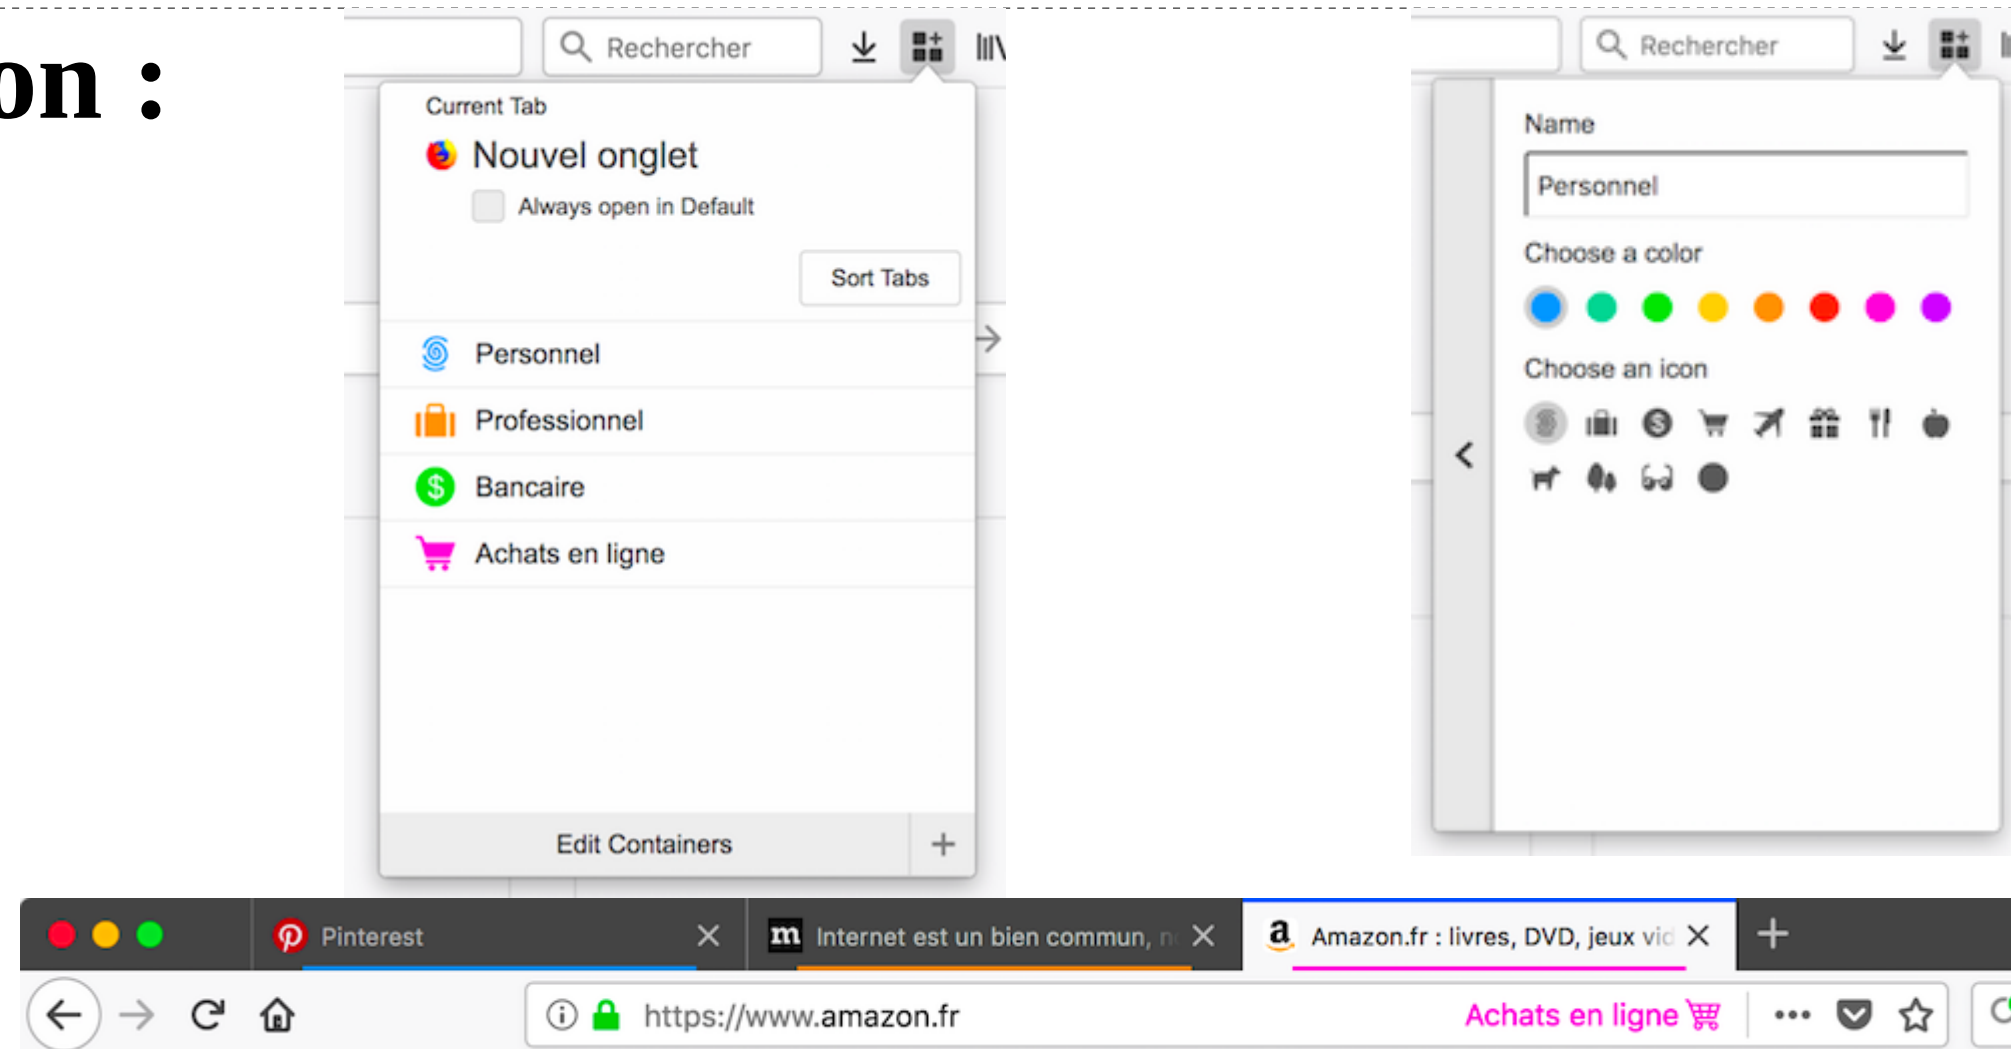 on :
Rechercher
Current Tab
Nouvel onglet
Always open in Default
Sort Tabs
Personnel
Professionnel
Bancaire
Achats en ligne
Edit Containers
Rechercher
Name
Personnel
Choose a color
Choose an icon
Pinterest
Internet est un bien commun,
Amazon.fr : livres, DVD, jeux vid
https://www.amazon.fr
Achats en ligne